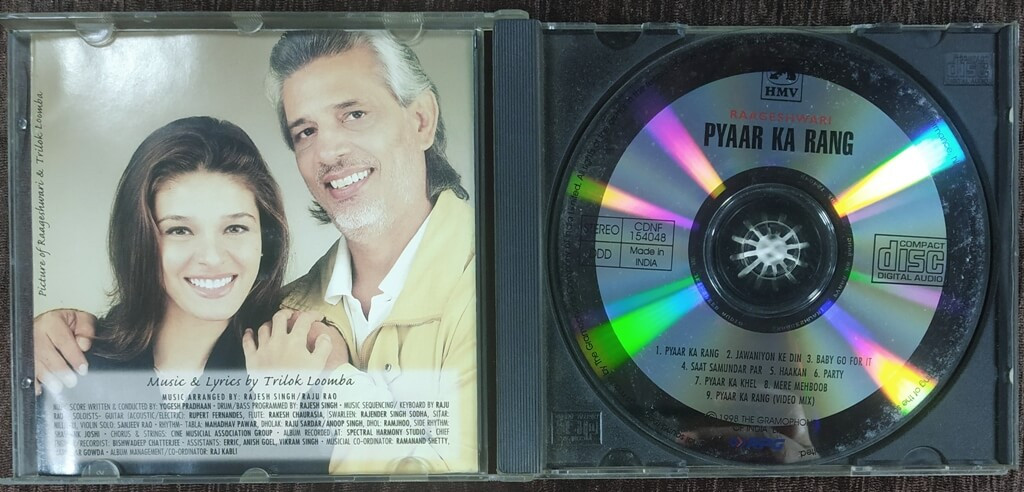 Picture of Raageshwari & Trilok Loomba
Music & Lyrics by Trilok Loomba
MUSIC ARRANGED BY: RAJESH SINGH/RAJU RAO
SCORE WRITTEN & CONDUCTED BY: YOGESH PRADHAAN • DRUM/BASS PROGRAMMED BY: RAJESH SINGH • MUSIC SEQUENCING/ KEYBOARD BY RAJU
SOLOISTS- GUITAR (ACOUSTIC/ELECTRIC): RUPERT FERNANDES, FLUTE: RAKESH CHAURASIA, SWARLEEN: RAJENDER SINGH SODHA, SITAR:
VIOLIN SOLO: SANJEEV RAO • RHYTHM- TABLA: MAHADHAV PAWAR, DHOLAK: RAJU SARDAR/ANOOP SINGH, DHOL: RAMJHOO, SIDE RHYTHM:
JOSHI • CHORUS & STRINGS: CINE MUSICIAL ASSOCIATION GROUP • ALBUM RECORDED AT SPECTRAL HARMONY STUDIO • CHIEF
RECORDIST: BISHWADEEP CHATTERJEE • ASSISTANTS: ERRIC, ANISH GOEL, VIKRAM SINGH • MUSICIAL CO-ORDINATOR: RAMANAND SHETTY,
GOWDA • ALBUM MANAGEMENT/CO-ORDINATOR: RAJ KABLI
HMV
RAAGESHWARI
PYAAR KA RANG
STEREO
CDNF 154048
DDD
Made in INDIA
COMPACT
disc
DIGITAL AUDIO
1. PYAAR KA RANG 2. JAWANIYON KE DIN 3. BABY GO FOR IT
4. SAAT SAMUNDAR PAR 5. HAAKAN 6. PARTY
7. PYAAR KA KHEL 8. MERE MEHBOOB
9. PYAAR KA RANG (VIDEO MIX)
℗ 1998 THE GRAMOPHO
by The Gra